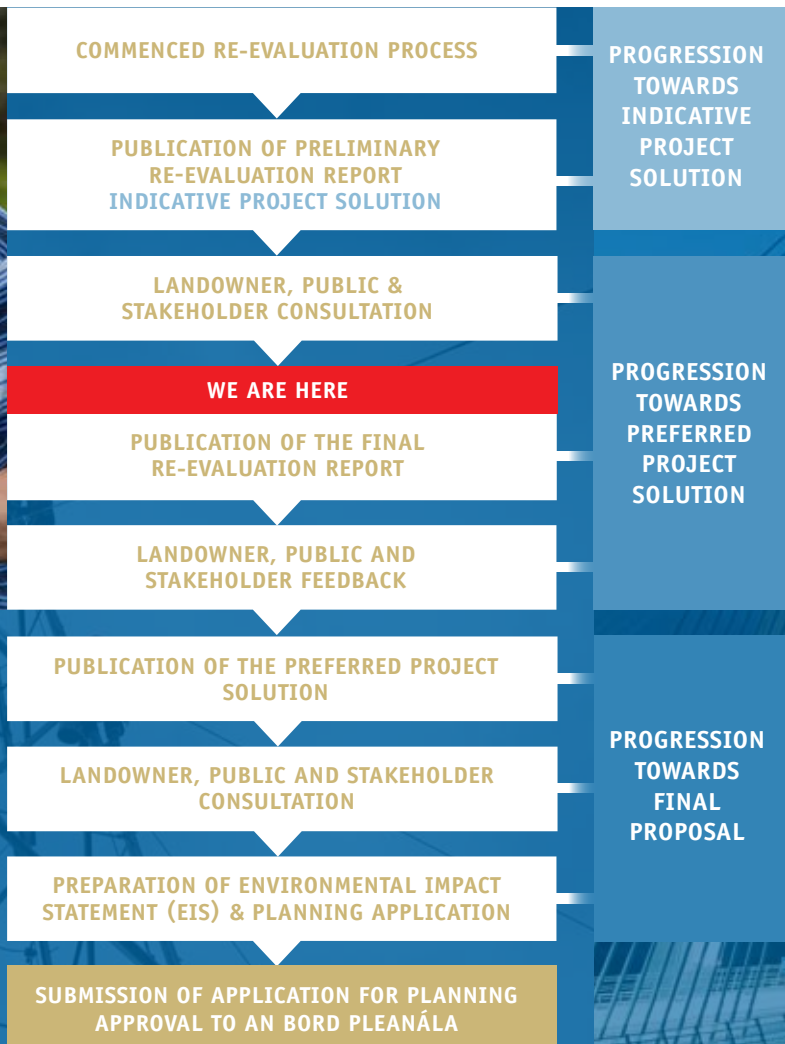 COMMENCED RE-EVALUATION PROCESS
PUBLICATION OF PRELIMINARY
RE-EVALUATION REPORT
INDICATIVE PROJECT SOLUTION
PROGRESSION
TOWARDS
INDICATIVE
PROJECT
SOLUTION
LANDOWNER, PUBLIC &
STAKEHOLDER CONSULTATION
WE ARE HERE
PUBLICATION OF THE FINAL
RE-EVALUATION REPORT
LANDOWNER, PUBLIC AND
STAKEHOLDER FEEDBACK
PROGRESSION
TOWARDS
PREFERRED
PROJECT
SOLUTION
PUBLICATION OF THE PREFERRED PROJECT
SOLUTION
LANDOWNER, PUBLIC AND STAKEHOLDER
CONSULTATION
PREPARATION OF ENVIRONMENTAL IMPACT
STATEMENT (EIS) & PLANNING APPLICATION
PROGRESSION
TOWARDS
FINAL
PROPOSAL
SUBMISSION OF APPLICATION FOR PLANNING
APPROVAL TO AN BORD PLEANÁLA